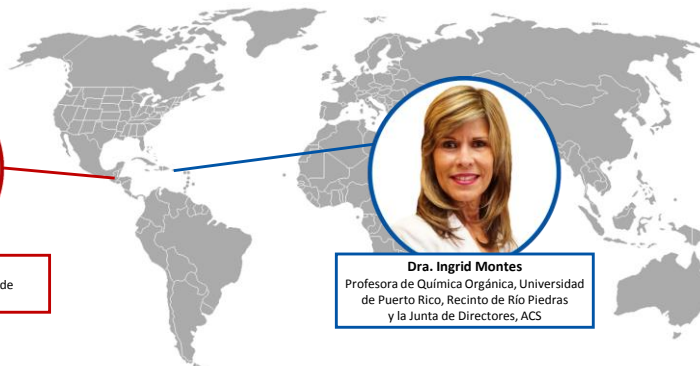 de
Dra. Ingrid Montes
Profesora de Química Orgánica, Universidad
de Puerto Rico, Recinto de Río Piedras
y la Junta de Directores, ACS